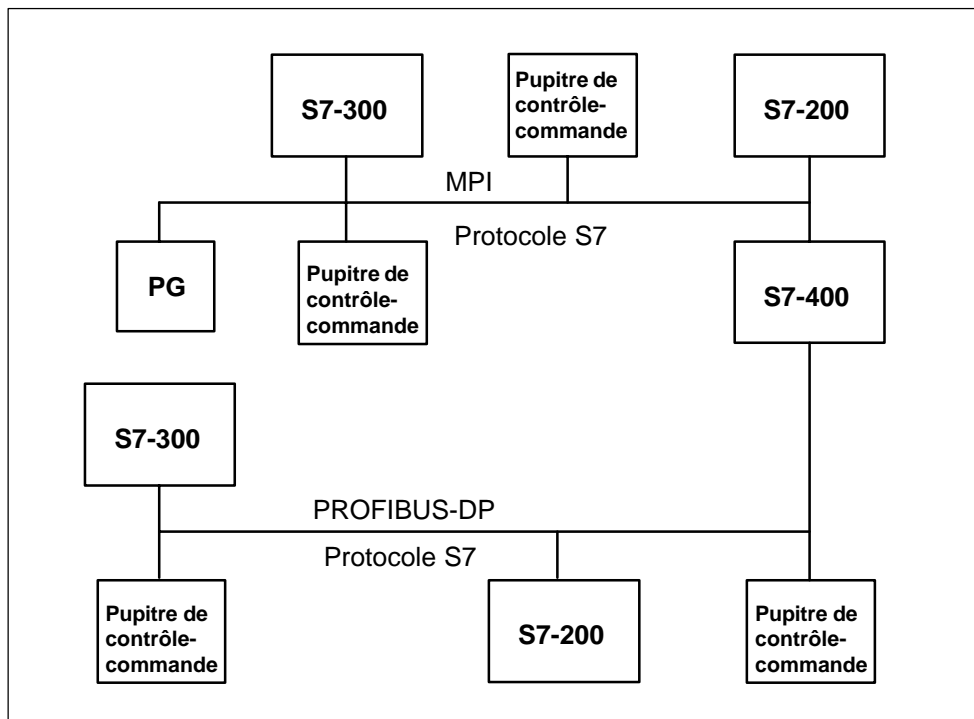 S7-300
Pupitre de
contrôle-
commande
S7-200
MPI
Protocole S7
PG
Pupitre de
contrôle-
commande
S7-400
S7-300
PROFIBUS-DP
Protocole S7
Pupitre de
contrôle-
commande
S7-200
Pupitre de
contrôle-
commande